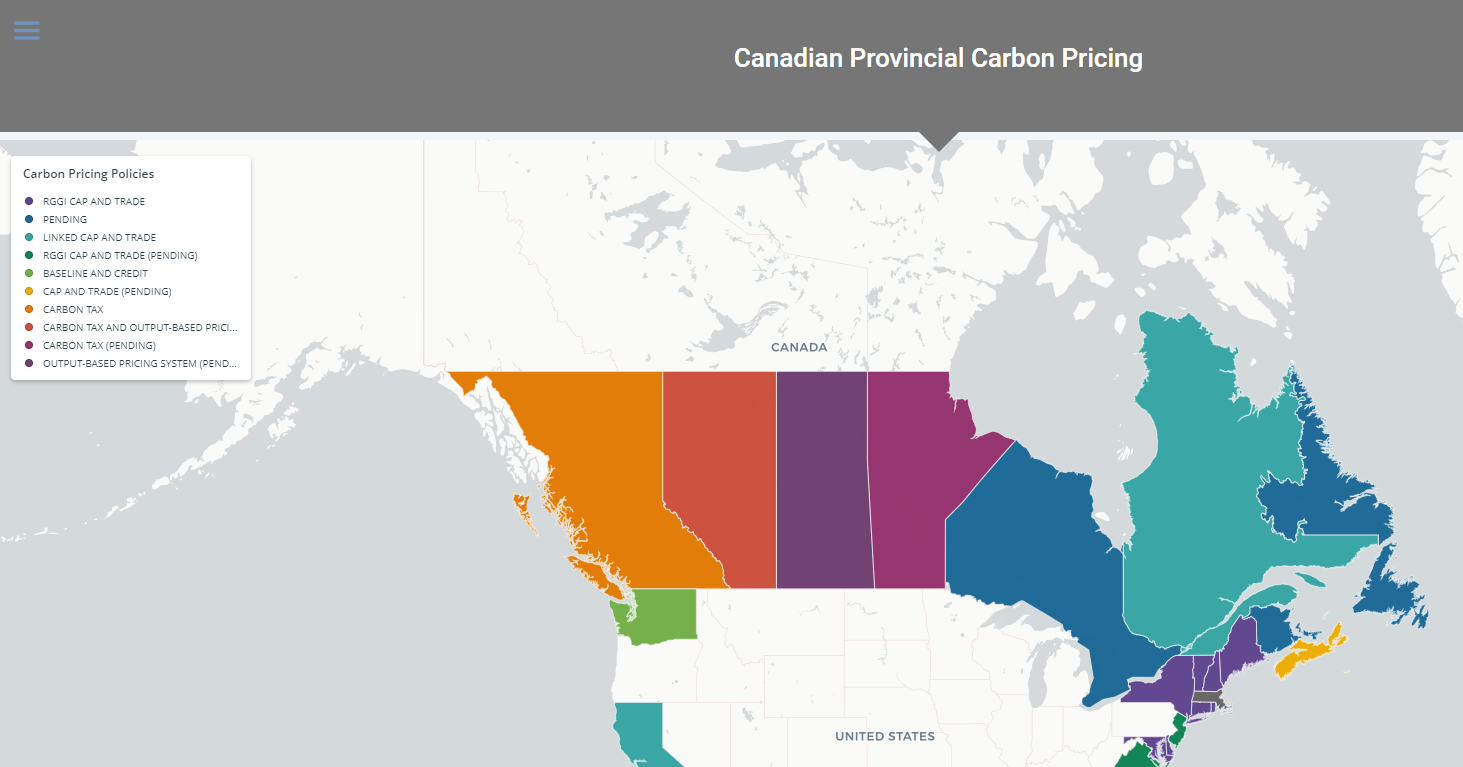 Canadian Provincial Carbon Pricing
Carbon Pricing Policies
RGGI CAP AND TRADE
PENDING
LINKED CAP AND TRADE
RGGI CAP AND TRADE (PENDING)
BASELINE AND CREDIT
CAP AND TRADE (PENDING)
CARBON TAX
CARBON TAX AND OUTPUT-BASED PRICI...
CARBON TAX (PENDING)
OUTPUT-BASED PRICING SYSTEM (PEND...
CANADA
UNITED STATES